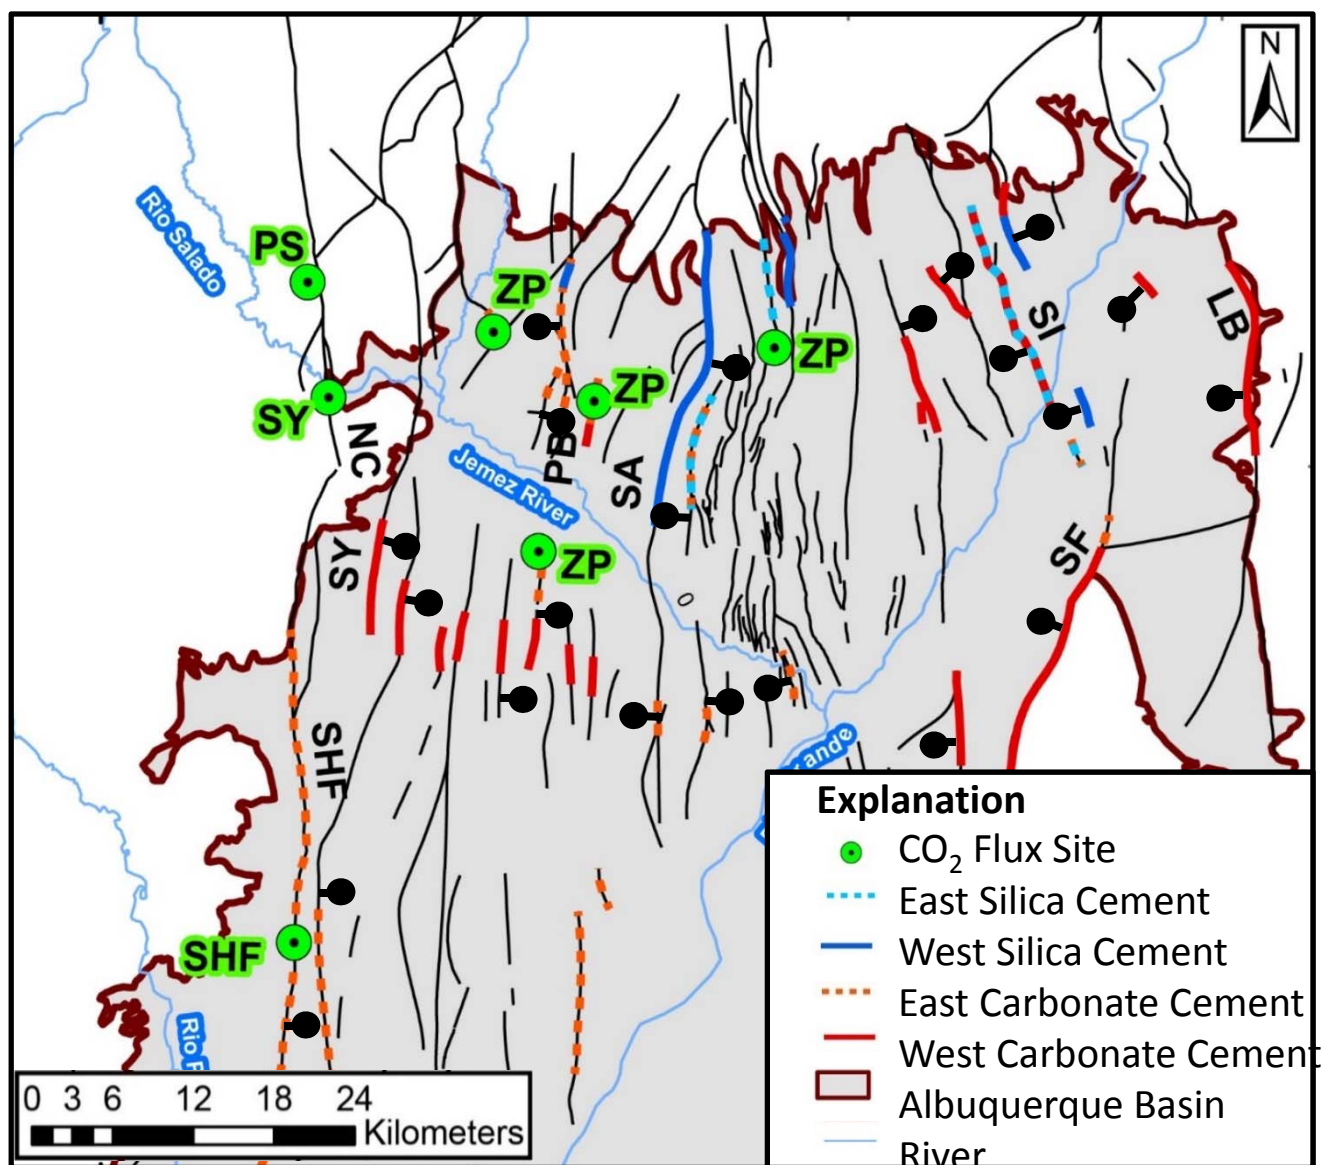 N
Rio Salado
PS
ZP
ZP
ZP
SI
LB
SY
NC
PB
SA
Jemez River
SY
ZP
SF
SHF
SHF
Rio
Explanation
CO2 Flux Site
East Silica Cement
West Silica Cement
East Carbonate Cement
West Carbonate Cement
Albuquerque Basin
River
0 3 6 12 18 24
Kilometers